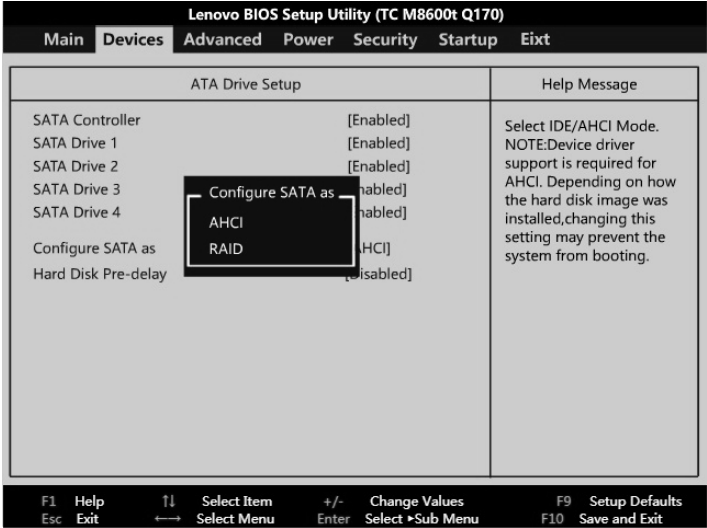 Lenovo BIOS Setup Utility (TC M8600t Q170)
Main Devices Advanced Power Security Startup Eixt
ATA Drive Setup
Help Message
SATA Controller [Enabled]
SATA Drive 1 [Enabled]
SATA Drive 2 [Enabled]
SATA Drive 3 nabled]
SATA Drive 4 nabled]
Configure SATA as HCI]
Hard Disk Pre-delay [Disabled]
Configure SATA as
AHCI
RAID
Select IDE/AHCI Mode.
NOTE:Device driver
support is required for
AHCI. Depending on how
the hard disk image was
installed,changing this
setting may prevent the
system from booting.
F1 Help ↑↓ Select Item +/- Change Values F9 Setup Defaults
Esc Exit ←→ Select Menu Enter Select ▸Sub Menu F10 Save and Exit